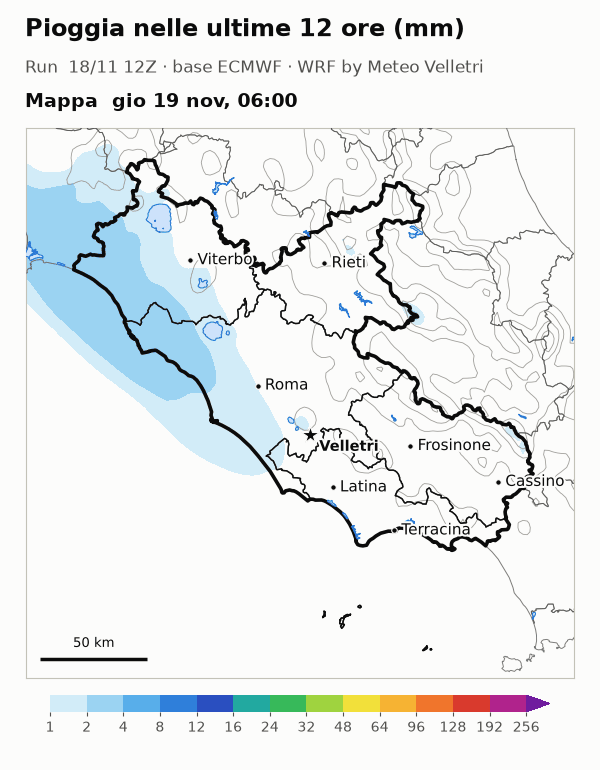 Pioggia nelle ultime 12 ore (mm)
Run  18/11 12Z · base ECMWF · WRF by Meteo Velletri
Mappa  gio 19 nov, 06:00
Viterbo
Rieti
Roma
Velletri
Frosinone
Cassino
Latina
Terracina
50 km
1 2 4 8 12 16 24 32 48 64 96 128 192 256